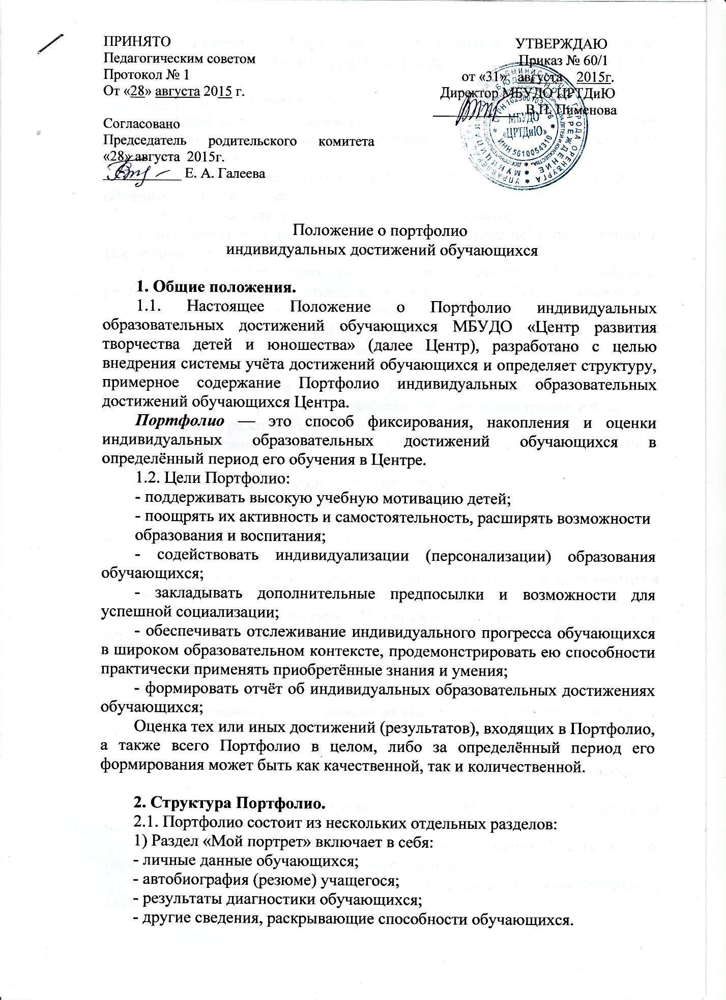 ПРИНЯТО
Педагогическим советом
Протокол № 1
От «28» августа 2015 г.
Согласовано
Председатель родительского комитета
«28» августа 2015г.
Е. А. Галеева
УТВЕРЖДАЮ
Приказ № 60/1
от «31» августа 2015г.
Директор МБУДО ЦРТДиЮ
В.П. Пименова
МБУДО
«ЦРТДиЮ»
ИНН 5610054310
Положение о портфолио
индивидуальных достижений обучающихся
1. Общие положения.
1.1. Настоящее Положение о Портфолио индивидуальных
образовательных достижений обучающихся МБУДО «Центр развития
творчества детей и юношества» (далее Центр), разработано с целью
внедрения системы учёта достижений обучающихся и определяет структуру,
примерное содержание Портфолио индивидуальных образовательных
достижений обучающихся Центра.
Портфолио — это способ фиксирования, накопления и оценки
индивидуальных образовательных достижений обучающихся в
определённый период его обучения в Центре.
1.2. Цели Портфолио:
- поддерживать высокую учебную мотивацию детей;
- поощрять их активность и самостоятельность, расширять возможности
образования и воспитания;
- содействовать индивидуализации (персонализации) образования
обучающихся;
- закладывать дополнительные предпосылки и возможности для
успешной социализации;
- обеспечивать отслеживание индивидуального прогресса обучающихся
в широком образовательном контексте, продемонстрировать ею способности
практически применять приобретённые знания и умения;
- формировать отчёт об индивидуальных образовательных достижениях
обучающихся;
Оценка тех или иных достижений (результатов), входящих в Портфолио,
а также всего Портфолио в целом, либо за определённый период его
формирования может быть как качественной, так и количественной.
2. Структура Портфолио.
2.1. Портфолио состоит из нескольких отдельных разделов:
1) Раздел «Мой портрет» включает в себя:
- личные данные обучающихся;
- автобиография (резюме) учащегося;
- результаты диагностики обучающихся;
- другие сведения, раскрывающие способности обучающихся.